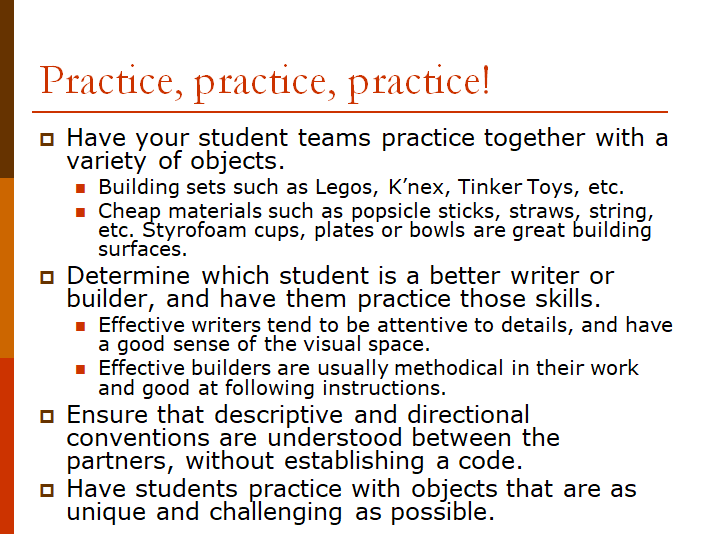 Practice, practice, practice!
Have your student teams practice together with a
variety of objects.
Building sets such as Legos, K’nex, Tinker Toys, etc.
Cheap materials such as popsicle sticks, straws, string,
etc. Styrofoam cups, plates or bowls are great building
surfaces.
Determine which student is a better writer or
builder, and have them practice those skills.
Effective writers tend to be attentive to details, and have
a good sense of the visual space.
Effective builders are usually methodical in their work
and good at following instructions.
Ensure that descriptive and directional
conventions are understood between the
partners, without establishing a code.
Have students practice with objects that are as
unique and challenging as possible.